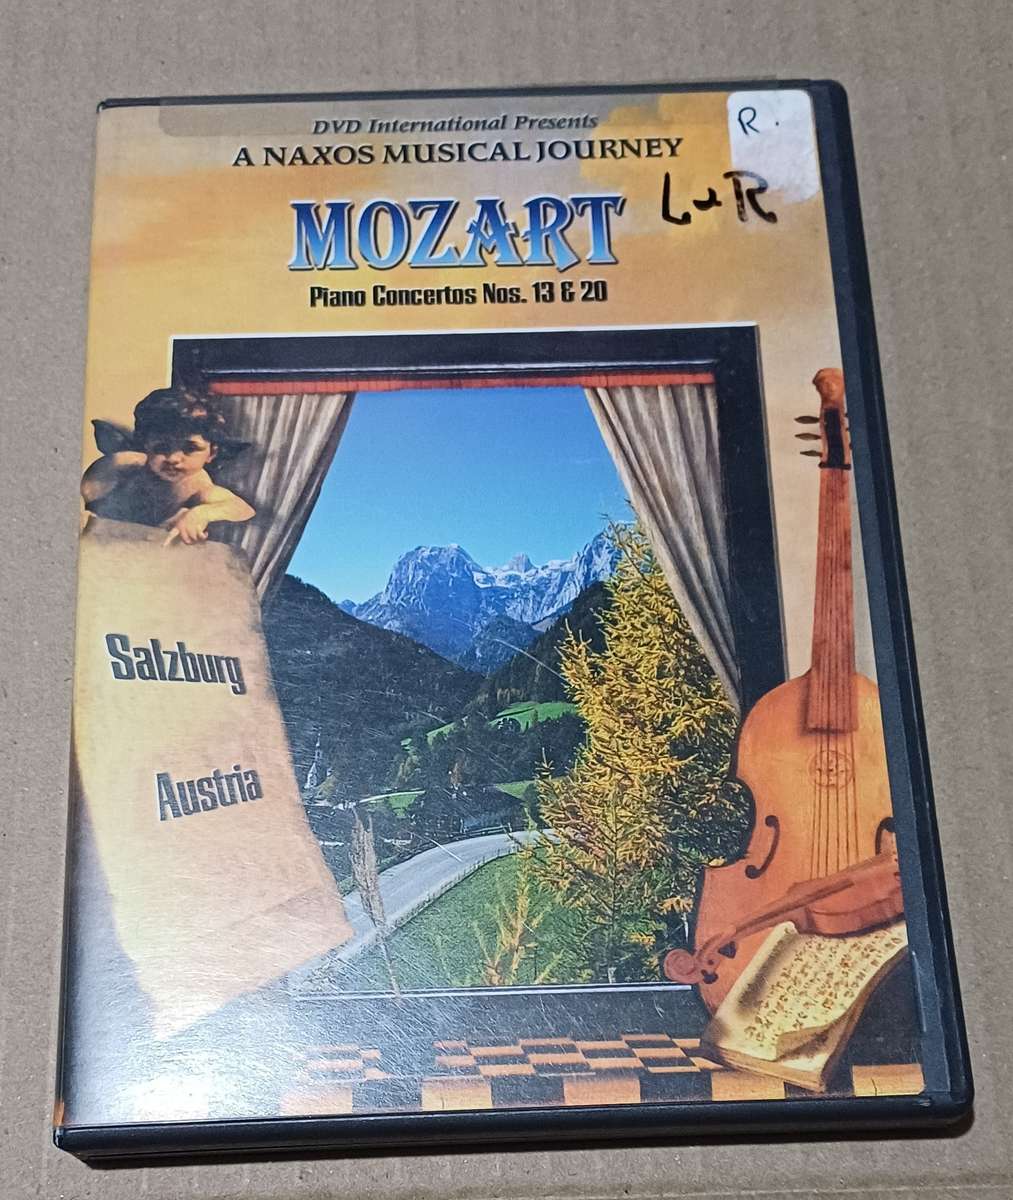 DVD International Presents
A NAXOS MUSICAL JOURNEY
R.
L & R
MOZART
Piano Concertos Nos. 13 & 20
Salzburg
Austria